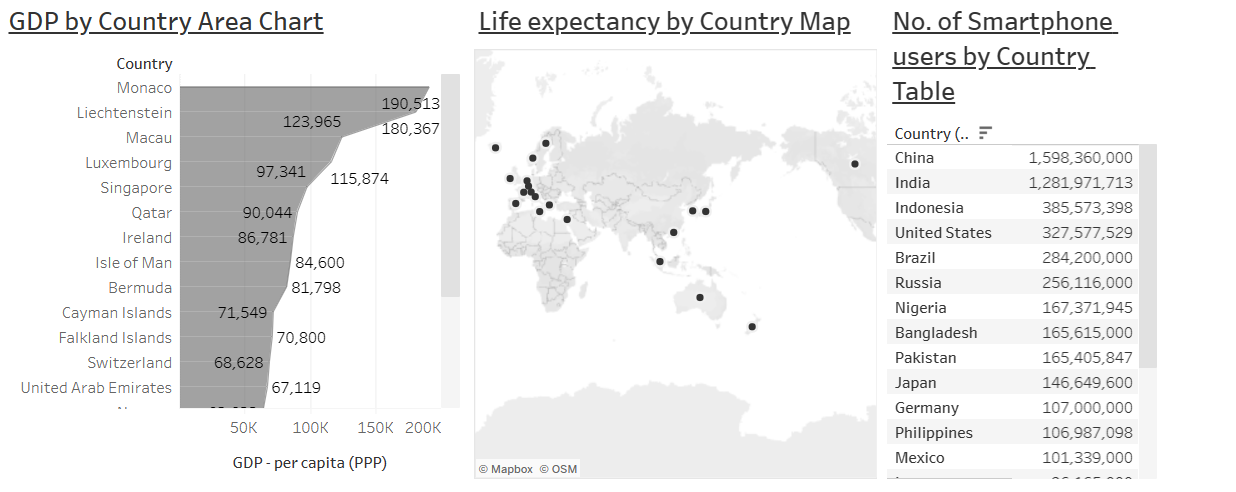 GDP by Country Area Chart
Country
Monaco
Liechtenstein
Macau
Luxembourg
Singapore
Qatar
Ireland
Isle of Man
Bermuda
Cayman Islands
Falkland Islands
Switzerland
United Arab Emirates
190,513
180,367
123,965
115,874
97,341
90,044
86,781
84,600
81,798
71,549
70,800
68,628
67,119
50K 100K 150K 200K
GDP - per capita (PPP)
Life expectancy by Country Map
© Mapbox © OSM
No. of Smartphone
users by Country
Table
Country (..
China 1,598,360,000
India 1,281,971,713
Indonesia 385,573,398
United States 327,577,529
Brazil 284,200,000
Russia 256,116,000
Nigeria 167,371,945
Bangladesh 165,615,000
Pakistan 165,405,847
Japan 146,649,600
Germany 107,000,000
Philippines 106,987,098
Mexico 101,339,000